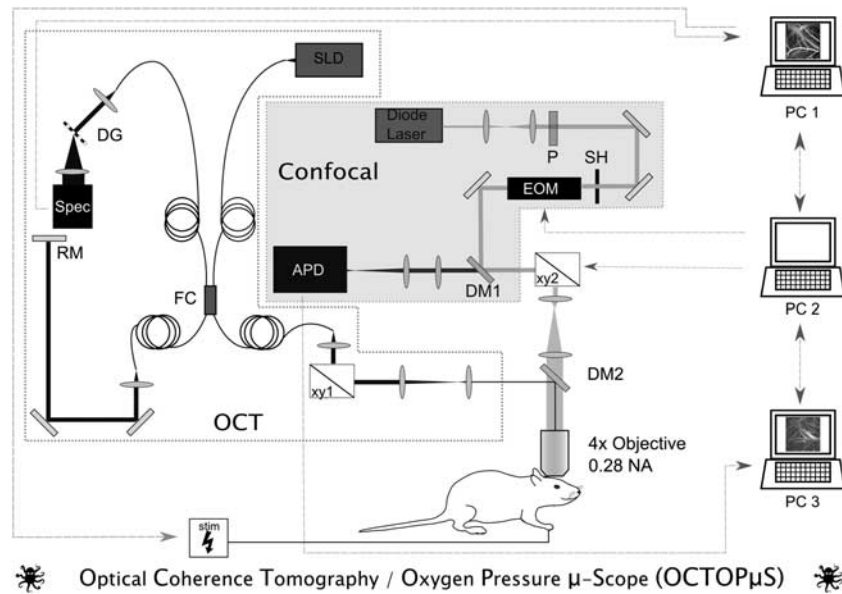 SLD
DG
Diode
Laser
P
SH
PC 1
Confocal
EOM
Spec
RM
APD
DM1
xy2
PC 2
FC
xy1
DM2
OCT
4x Objective
0.28 NA
PC 3
stim
Optical Coherence Tomography / Oxygen Pressure μ-Scope (OCTOPμS)